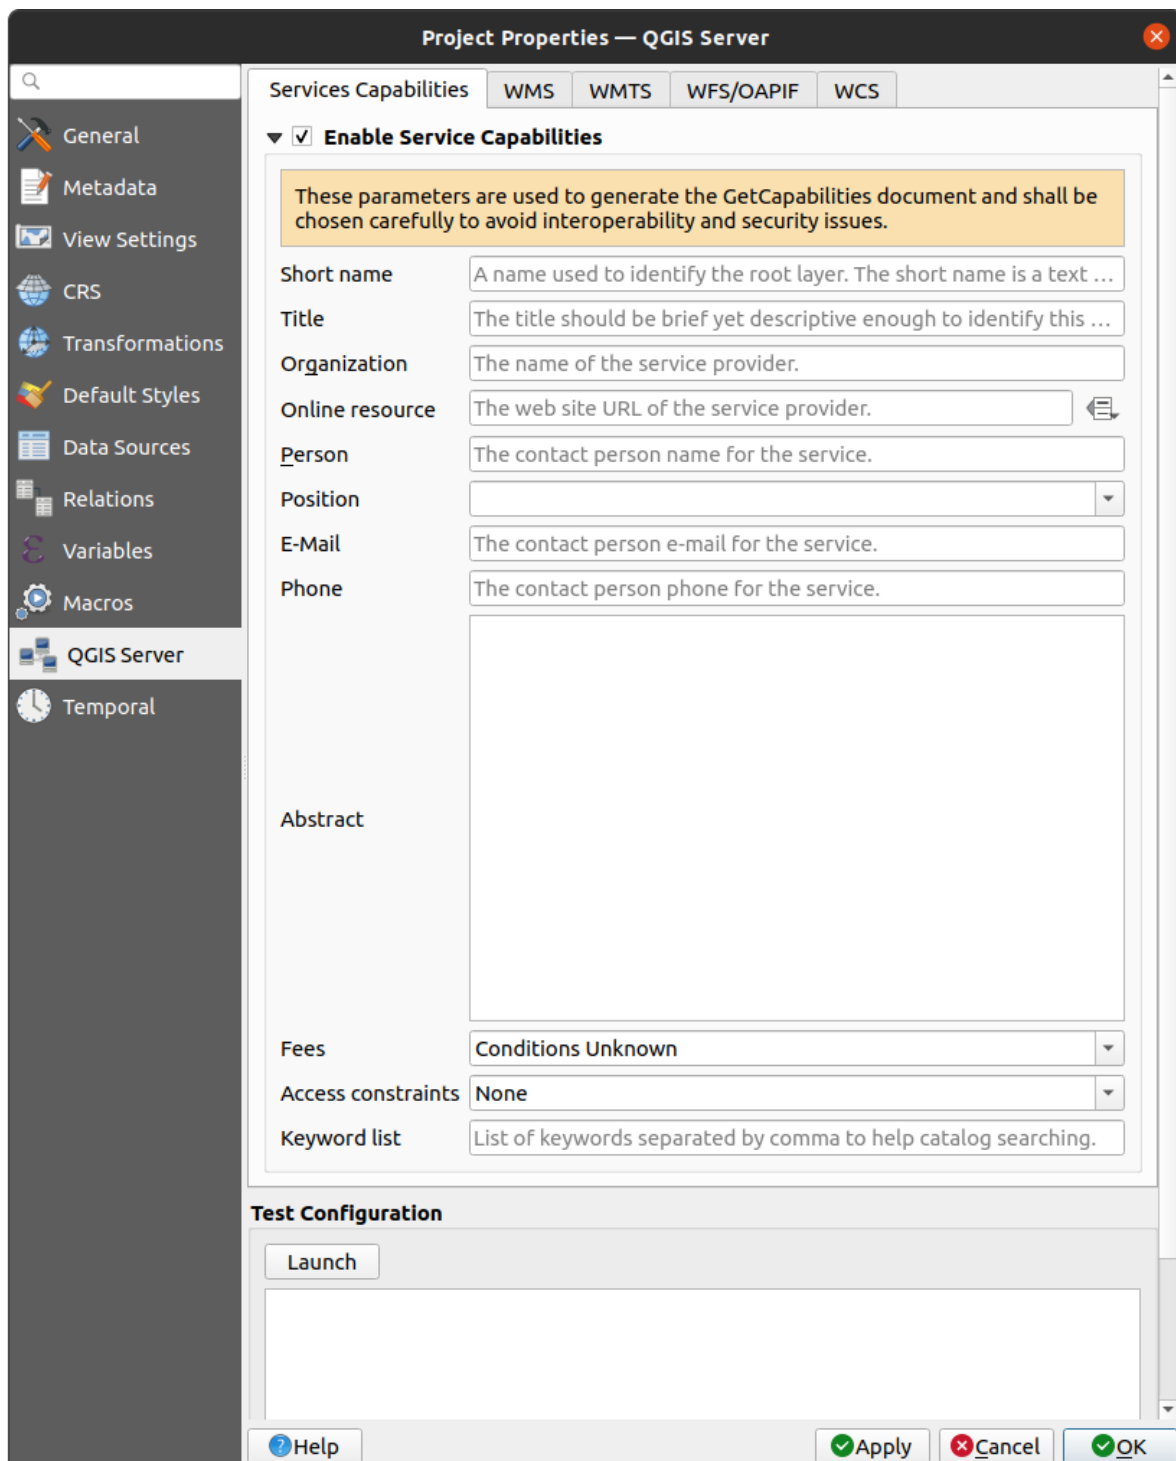 Project Properties — QGIS Server
Services Capabilities
WMS
WMTS
WFS/OAPIF
WCS
General
Metadata
View Settings
CRS
Transformations
Default Styles
Data Sources
Relations
Variables
Macros
QGIS Server
Temporal
Enable Service Capabilities
These parameters are used to generate the GetCapabilities document and shall be
chosen carefully to avoid interoperability and security issues.
Short name
A name used to identify the root layer. The short name is a text ...
Title
The title should be brief yet descriptive enough to identify this ...
Organization
The name of the service provider.
Online resource
The web site URL of the service provider.
Person
The contact person name for the service.
Position
E-Mail
The contact person e-mail for the service.
Phone
The contact person phone for the service.
Abstract
Fees
Conditions Unknown
Access constraints
None
Keyword list
List of keywords separated by comma to help catalog searching.
Test Configuration
Launch
Help
Apply
Cancel
OK